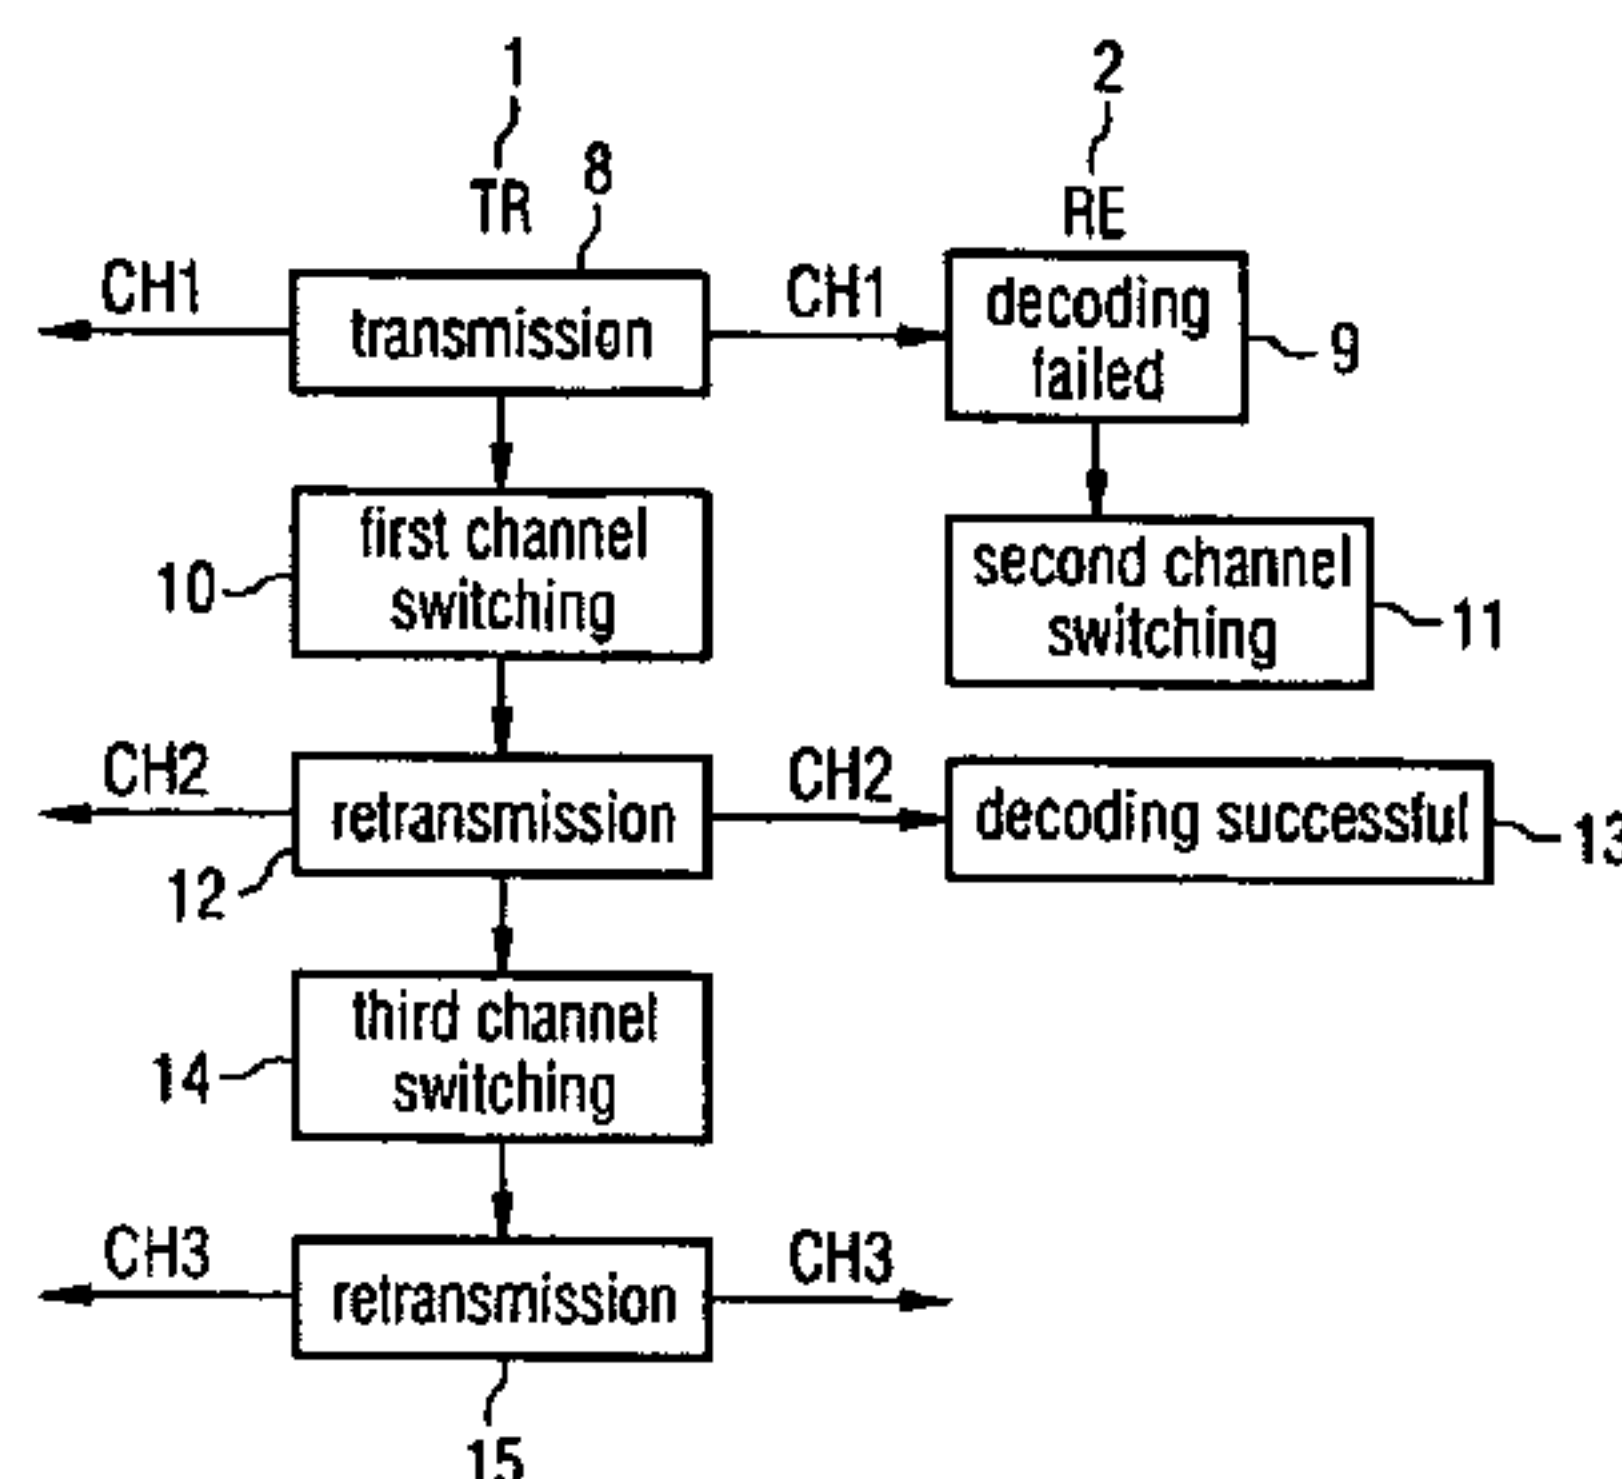 1
2
TR
8
RE
CH1
transmission
CH1
decoding
failed
9
10
first channel
switching
second channel
switching
11
CH2
retransmission
CH2
decoding successful
13
12
14
third channel
switching
CH3
retransmission
CH3
15